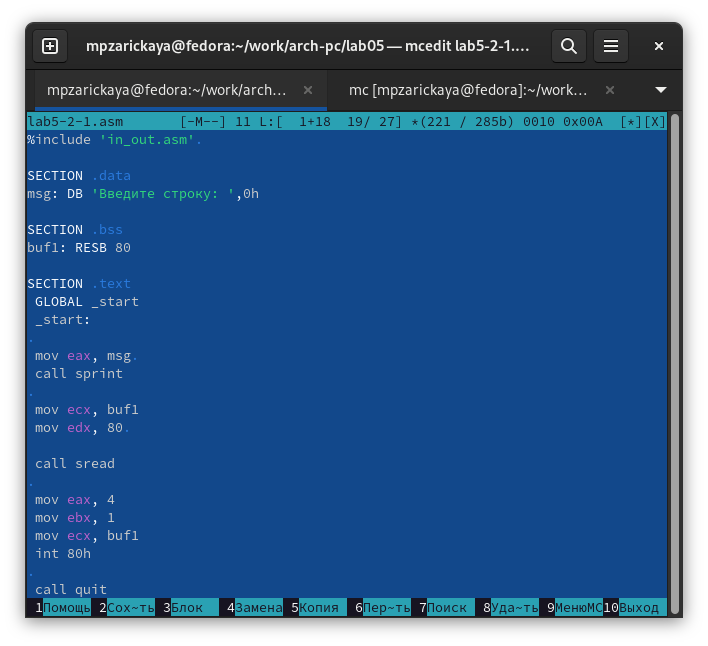 mpzarickaya@fedora:~/work/arch-pc/lab05 — mcedit lab5-2-1....
mpzarickaya@fedora:~/work/arch...
mc [mpzarickaya@fedora]:~/work...
lab5-2-1.asm [-M--] 11 L:[ 1+18 19/ 27] *(221 / 285b) 0010 0x00A [*][X]
%include 'in_out.asm'.

SECTION .data
msg: DB 'Введите строку: ',0h

SECTION .bss
buf1: RESB 80

SECTION .text
 GLOBAL _start
 _start:
.
 mov eax, msg.
 call sprint
.
 mov ecx, buf1
 mov edx, 80.

 call sread
.
 mov eax, 4
 mov ebx, 1
 mov ecx, buf1
 int 80h
.
 call quit
 1Помощь 2Сох~ть 3Блок 4Замена 5Копия 6Пер~ть 7Поиск 8Уда~ть 9МенюМС10Выход